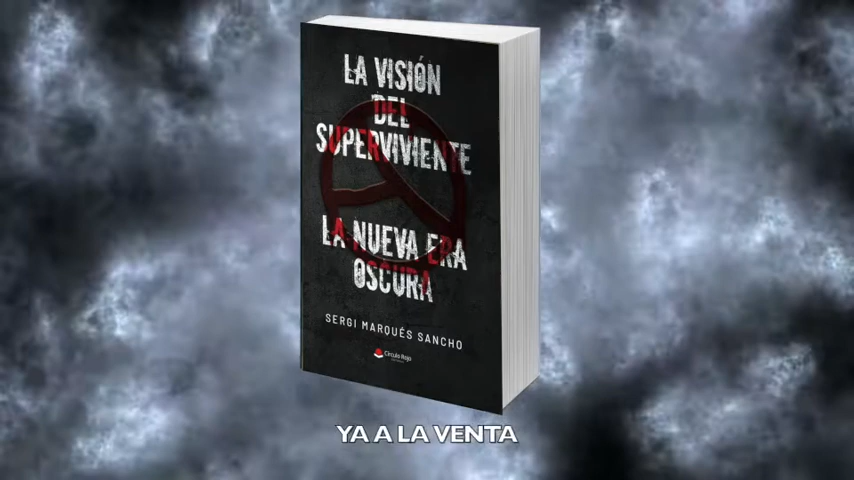 LA VISIÓN
DEL
SUPERVIVIENTE
LA NUEVA ERA
OSCURA
SERGI MARQUÉS SANCHO
Círculo Rojo
YA A LA VENTA